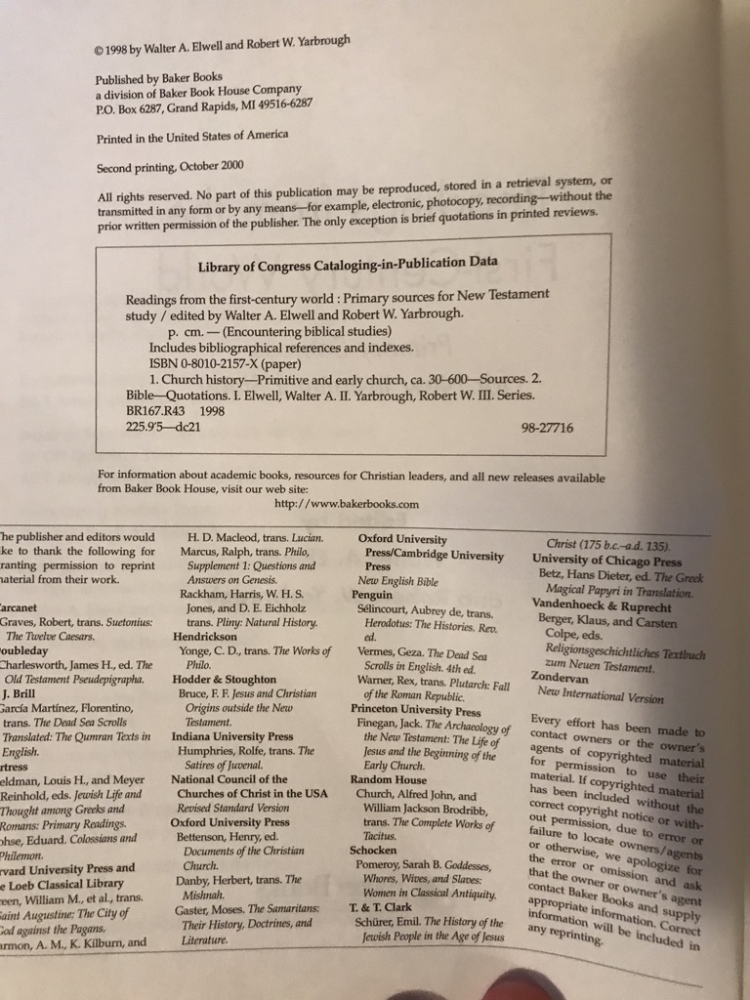 © 1998 by Walter A. Elwell and Robert W. Yarbrough
Published by Baker Books
a division of Baker Book House Company
P.O. Box 6287, Grand Rapids, MI 49516-6287
Printed in the United States of America
Second printing, October 2000
All rights reserved. No part of this publication may be reproduced, stored in a retrieval system, or
transmitted in any form or by any means—for example, electronic, photocopy, recording—without the
prior written permission of the publisher. The only exception is brief quotations in printed reviews.
Library of Congress Cataloging-in-Publication Data
Readings from the first-century world : Primary sources for New Testament
study / edited by Walter A. Elwell and Robert W. Yarbrough.
p. cm. — (Encountering biblical studies)
Includes bibliographical references and indexes.
ISBN 0-8010-2157-X (paper)
1. Church history—Primitive and early church, ca. 30–600—Sources. 2.
Bible—Quotations. I. Elwell, Walter A. II. Yarbrough, Robert W. III. Series.
BR167.R43 1998
225.9'5—dc21 98-27716
For information about academic books, resources for Christian leaders, and all new releases available
from Baker Book House, visit our web site:
http://www.bakerbooks.com
he publisher and editors would
ke to thank the following for
ranting permission to reprint
naterial from their work.
arcanet
Graves, Robert, trans. Suetonius:
The Twelve Caesars.
oubleday
Charlesworth, James H., ed. The
Old Testament Pseudepigrapha.
J. Brill
García Martínez, Florentino,
trans. The Dead Sea Scrolls
Translated: The Qumran Texts in
English.
rtress
eldman, Louis H., and Meyer
Reinhold, eds. Jewish Life and
Thought among Greeks and
Romans: Primary Readings.
ohse, Eduard. Colossians and
Philemon.
rvard University Press and
e Loeb Classical Library
een, William M., et al., trans.
Saint Augustine: The City of
God against the Pagans.
armon, A. M., K. Kilburn, and
H. D. Macleod, trans. Lucian.
Marcus, Ralph, trans. Philo,
Supplement 1: Questions and
Answers on Genesis.
Rackham, Harris, W. H. S.
Jones, and D. E. Eichholz
trans. Pliny: Natural History.
Hendrickson
Yonge, C. D., trans. The Works of
Philo.
Hodder & Stoughton
Bruce, F. F. Jesus and Christian
Origins outside the New
Testament.
Indiana University Press
Humphries, Rolfe, trans. The
Satires of Juvenal.
National Council of the
Churches of Christ in the USA
Revised Standard Version
Oxford University Press
Bettenson, Henry, ed.
Documents of the Christian
Church.
Danby, Herbert, trans. The
Mishnah.
Gaster, Moses. The Samaritans:
Their History, Doctrines, and
Literature.
Oxford University
Press/Cambridge University
Press
New English Bible
Penguin
Sélincourt, Aubrey de, trans.
Herodotus: The Histories. Rev.
ed.
Vermes, Geza. The Dead Sea
Scrolls in English. 4th ed.
Warner, Rex, trans. Plutarch: Fall
of the Roman Republic.
Princeton University Press
Finegan, Jack. The Archaeology of
the New Testament: The Life of
Jesus and the Beginning of the
Early Church.
Random House
Church, Alfred John, and
William Jackson Brodribb,
trans. The Complete Works of
Tacitus.
Schocken
Pomeroy, Sarah B. Goddesses,
Whores, Wives, and Slaves:
Women in Classical Antiquity.
T. & T. Clark
Schürer, Emil. The History of the
Jewish People in the Age of Jesus
Christ (175 b.c.–a.d. 135).
University of Chicago Press
Betz, Hans Dieter, ed. The Greek
Magical Papyri in Translation.
Vandenhoeck & Ruprecht
Berger, Klaus, and Carsten
Colpe, eds.
Religionsgeschichtliches Textbuch
zum Neuen Testament.
Zondervan
New International Version
Every effort has been made to
contact owners or the owner's
agents of copyrighted material
for permission to use their
material. If copyrighted material
has been included without the
correct copyright notice or with-
out permission, due to error or
failure to locate owners/agents
or otherwise, we apologize for
the error or omission and ask
that the owner or owner's agent
contact Baker Books and supply
appropriate information. Correct
information will be included in
any reprinting.